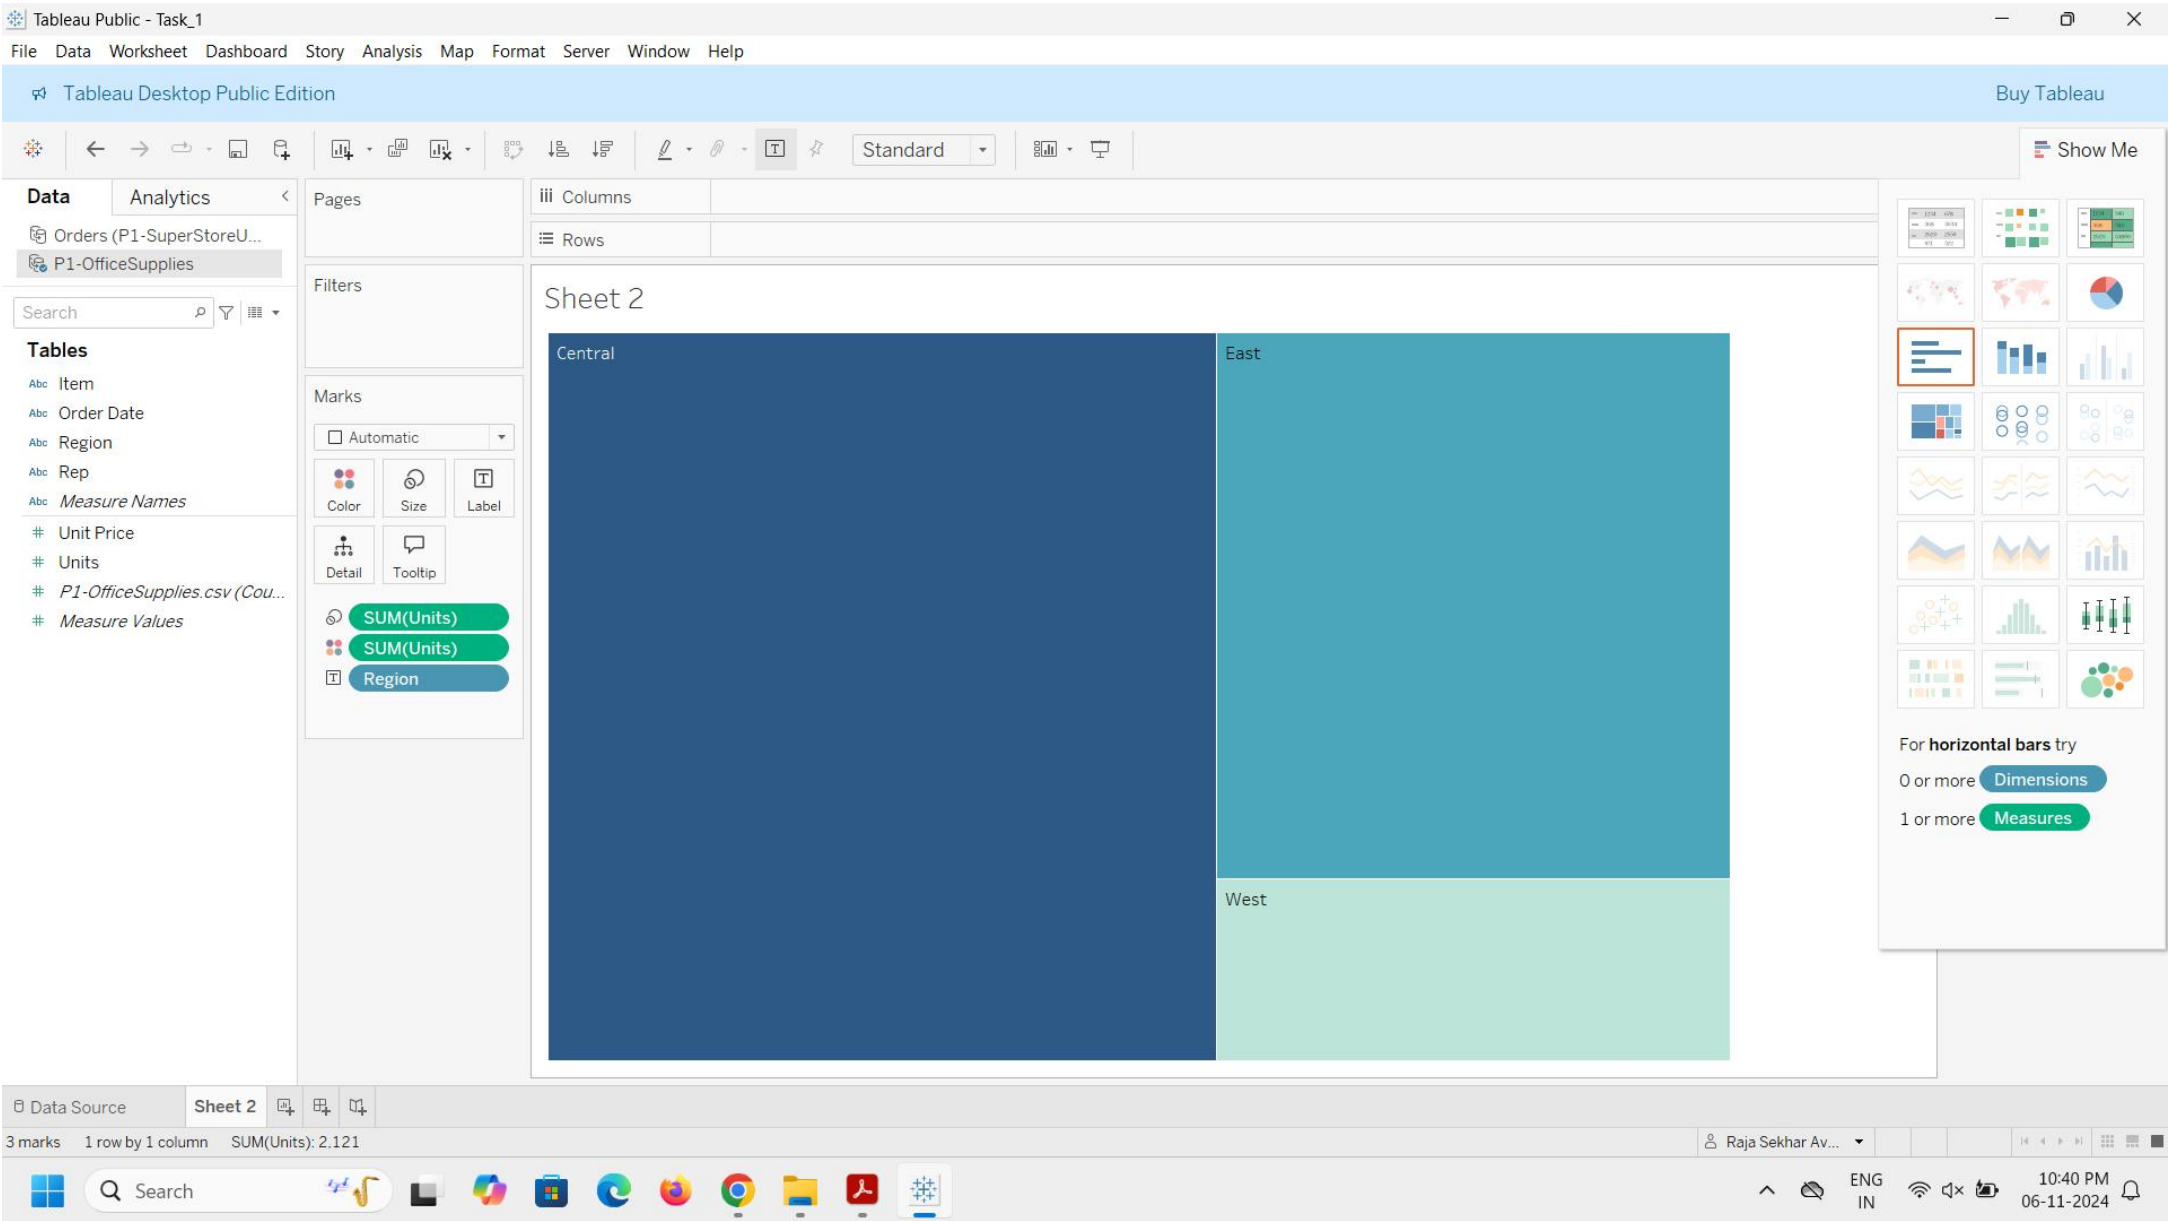 Tableau Public - Task_1
File Data Worksheet Dashboard Story Analysis Map Format Server Window Help
Tableau Desktop Public Edition
Buy Tableau
Standard
Show Me
Data
Analytics
Pages
Columns
Orders (P1-SuperStoreU...
Rows
P1-OfficeSupplies
Filters
Sheet 2
Search
Tables
Central
East
Abc Item
Marks
Abc Order Date
Automatic
Abc Region
Abc Rep
Abc Measure Names
Color Size Label
# Unit Price
# Units
Detail Tooltip
# P1-OfficeSupplies.csv (Cou...
SUM(Units)
# Measure Values
SUM(Units)
Region
For horizontal bars try
0 or more Dimensions
1 or more Measures
West
Data Source
Sheet 2
3 marks 1 row by 1 column SUM(Units): 2,121
Raja Sekhar Av...
Search
ENG
IN
10:40 PM
06-11-2024